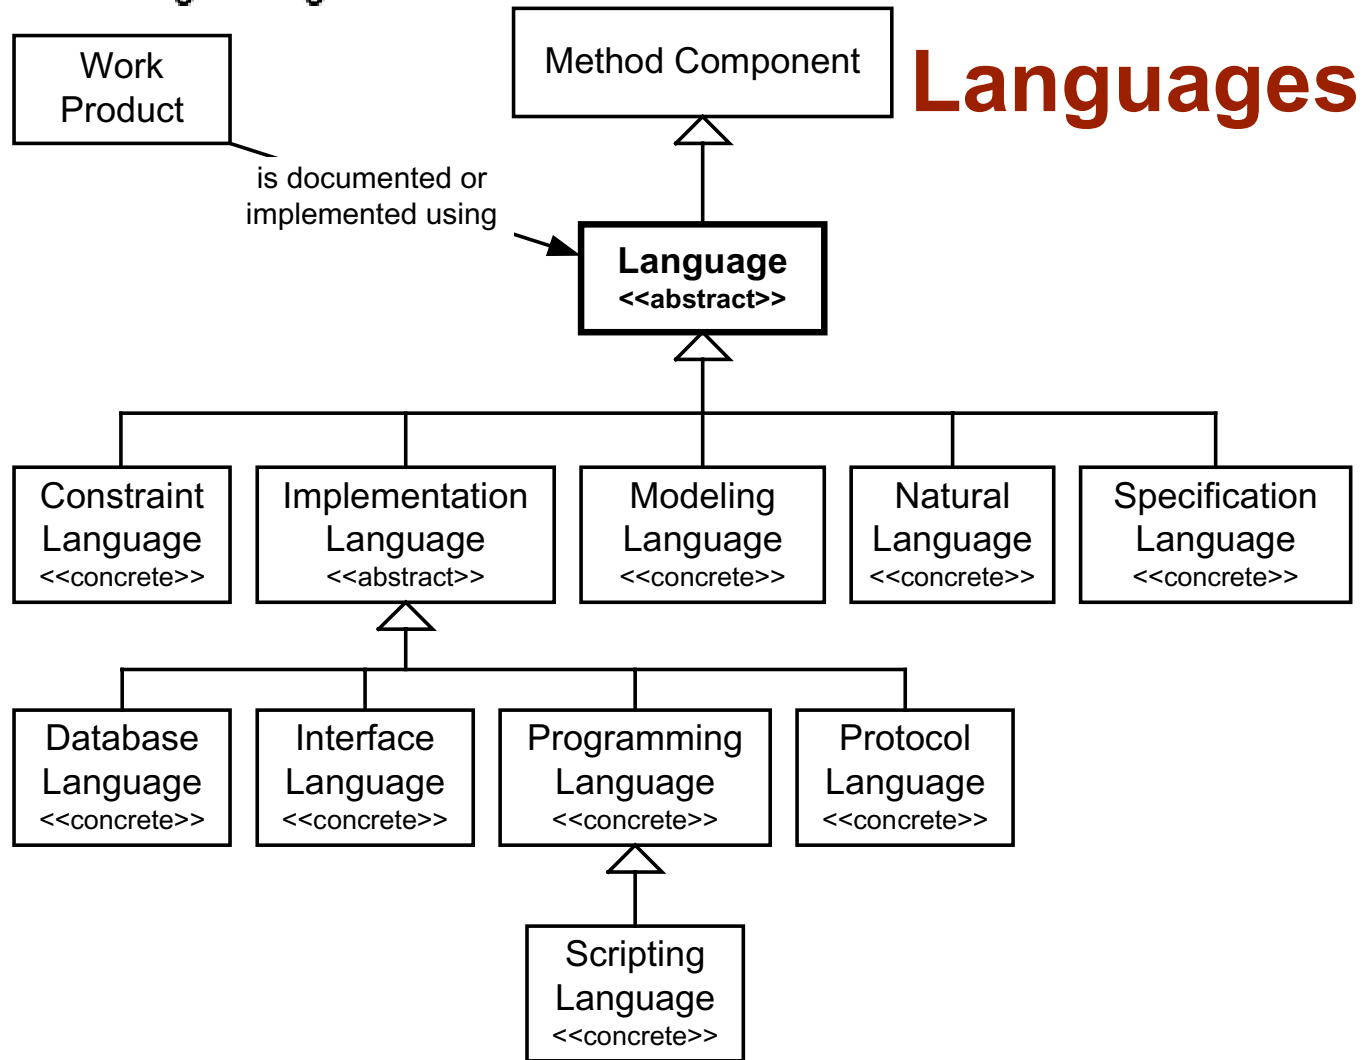 Work
Product
Method Component
Languages
is documented or
implemented using
Language
<<abstract>>
Constraint
Language
<<concrete>>
Implementation
Language
<<abstract>>
Modeling
Language
<<concrete>>
Natural
Language
<<concrete>>
Specification
Language
<<concrete>>
Database
Language
<<concrete>>
Interface
Language
<<concrete>>
Programming
Language
<<concrete>>
Protocol
Language
<<concrete>>
Scripting
Language
<<concrete>>